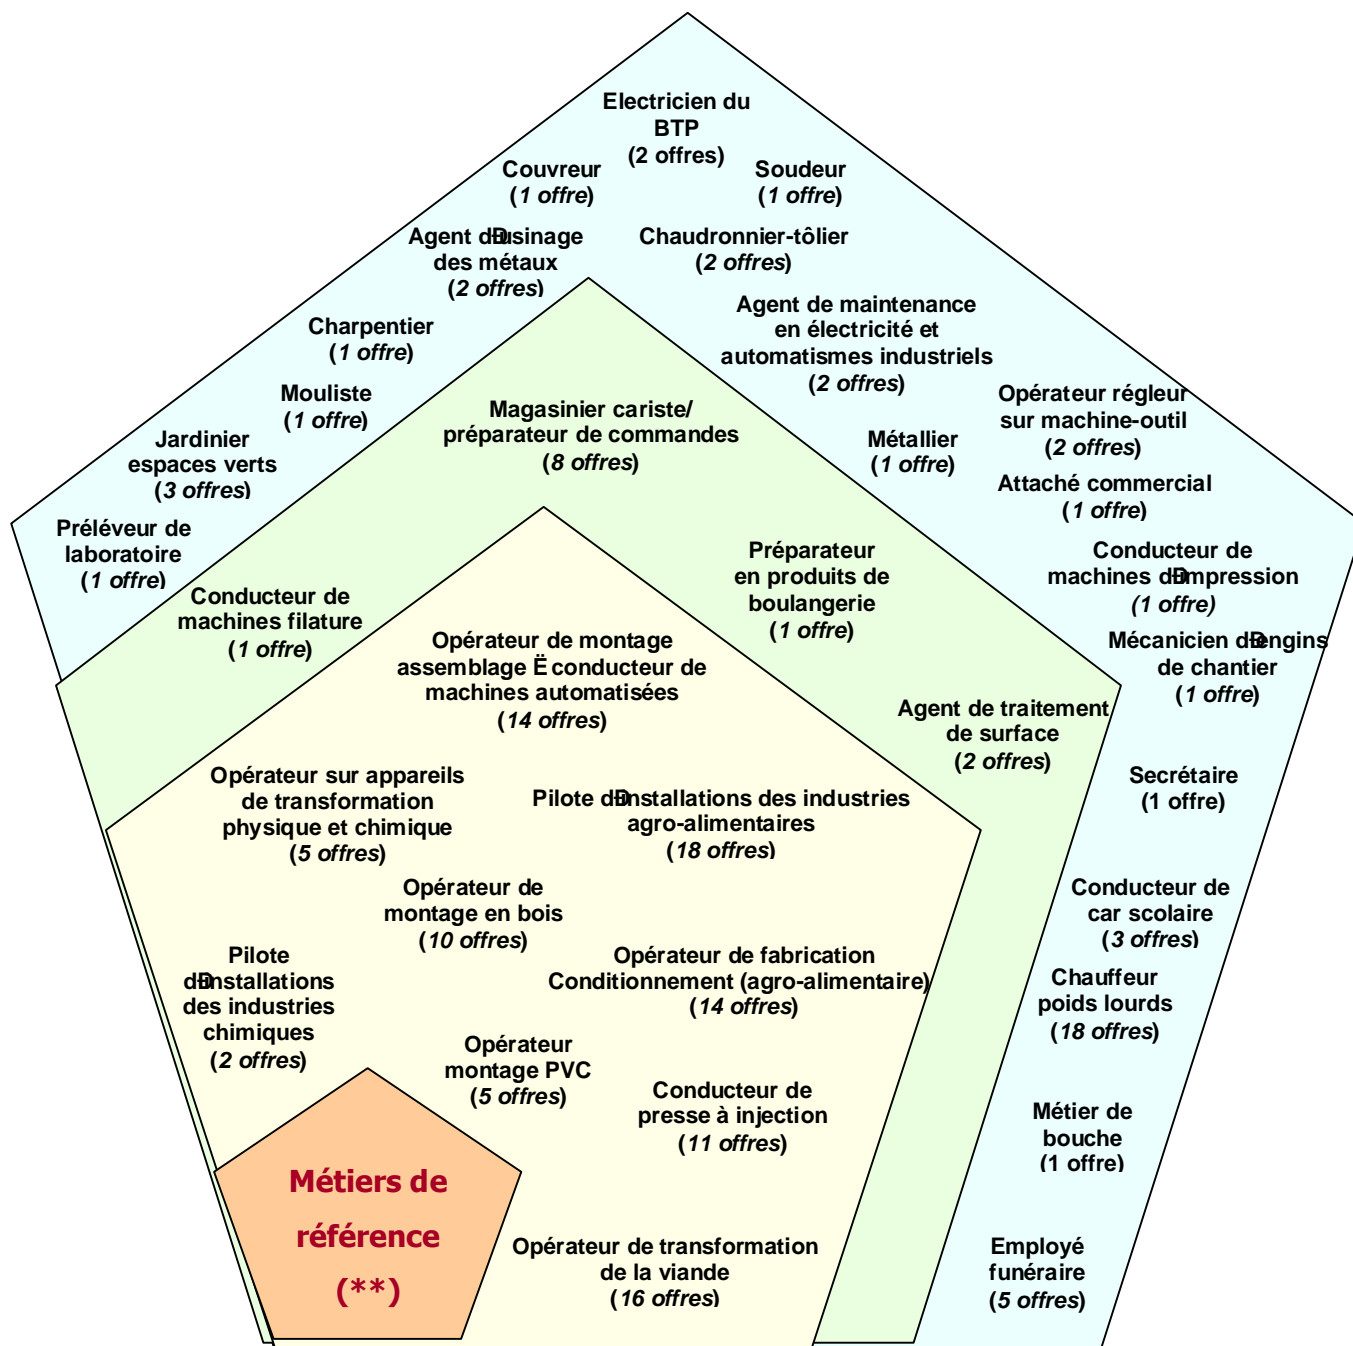 Electricien du
BTP
(2 offres)
Couvreur
(1 offre)
Soudeur
(1 offre)
Agent dÐusinage
des métaux
(2 offres)
Chaudronnier-tôlier
(2 offres)
Charpentier
(1 offre)
Agent de maintenance
en électricité et
automatismes industriels
(2 offres)
Mouliste
(1 offre)
Opérateur régleur
sur machine-outil
(2 offres)
Magasinier cariste/
préparateur de commandes
(8 offres)
Jardinier
espaces verts
(3 offres)
Métallier
(1 offre)
Attaché commercial
(1 offre)
Préléveur de
laboratoire
(1 offre)
Préparateur
en produits de
boulangerie
(1 offre)
Conducteur de
machines dÐimpression
(1 offre)
Conducteur de
machines filature
(1 offre)
Opérateur de montage
assemblage Ë conducteur de
machines automatisées
(14 offres)
Mécanicien dÐengins
de chantier
(1 offre)
Agent de traitement
de surface
(2 offres)
Opérateur sur appareils
de transformation
physique et chimique
(5 offres)
Pilote dÐinstallations des industries
agro-alimentaires
(18 offres)
Secrétaire
(1 offre)
Opérateur de
montage en bois
(10 offres)
Conducteur de
car scolaire
(3 offres)
Pilote
dÐinstallations
des industries
chimiques
(2 offres)
Opérateur de fabrication
Conditionnement (agro-alimentaire)
(14 offres)
Chauffeur
poids lourds
(18 offres)
Opérateur
montage PVC
(5 offres)
Conducteur de
presse à injection
(11 offres)
Métier de
bouche
(1 offre)
Métiers de
référence
(**)
Opérateur de transformation
de la viande
(16 offres)
Employé
funéraire
(5 offres)